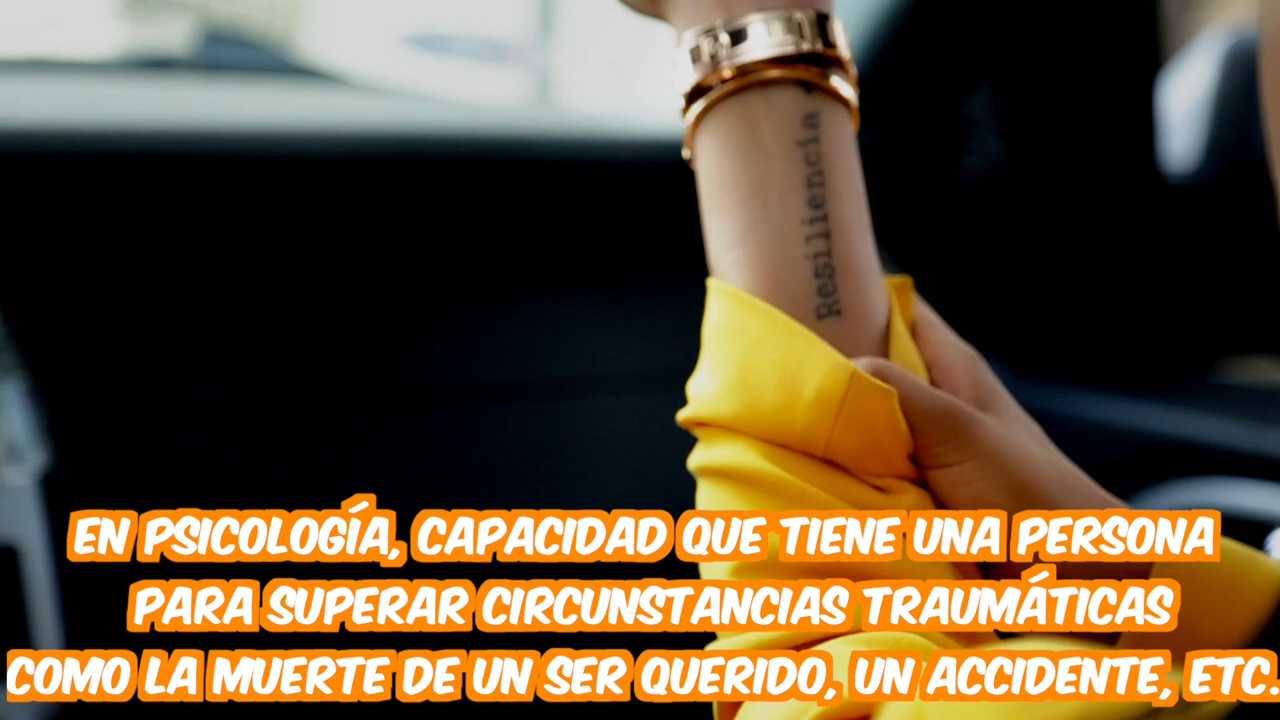 Resiliencia
EN PSICOLOGÍA, CAPACIDAD QUE TIENE UNA PERSONA
PARA SUPERAR CIRCUNSTANCIAS TRAUMÁTICAS
COMO LA MUERTE DE UN SER QUERIDO, UN ACCIDENTE, ETC.